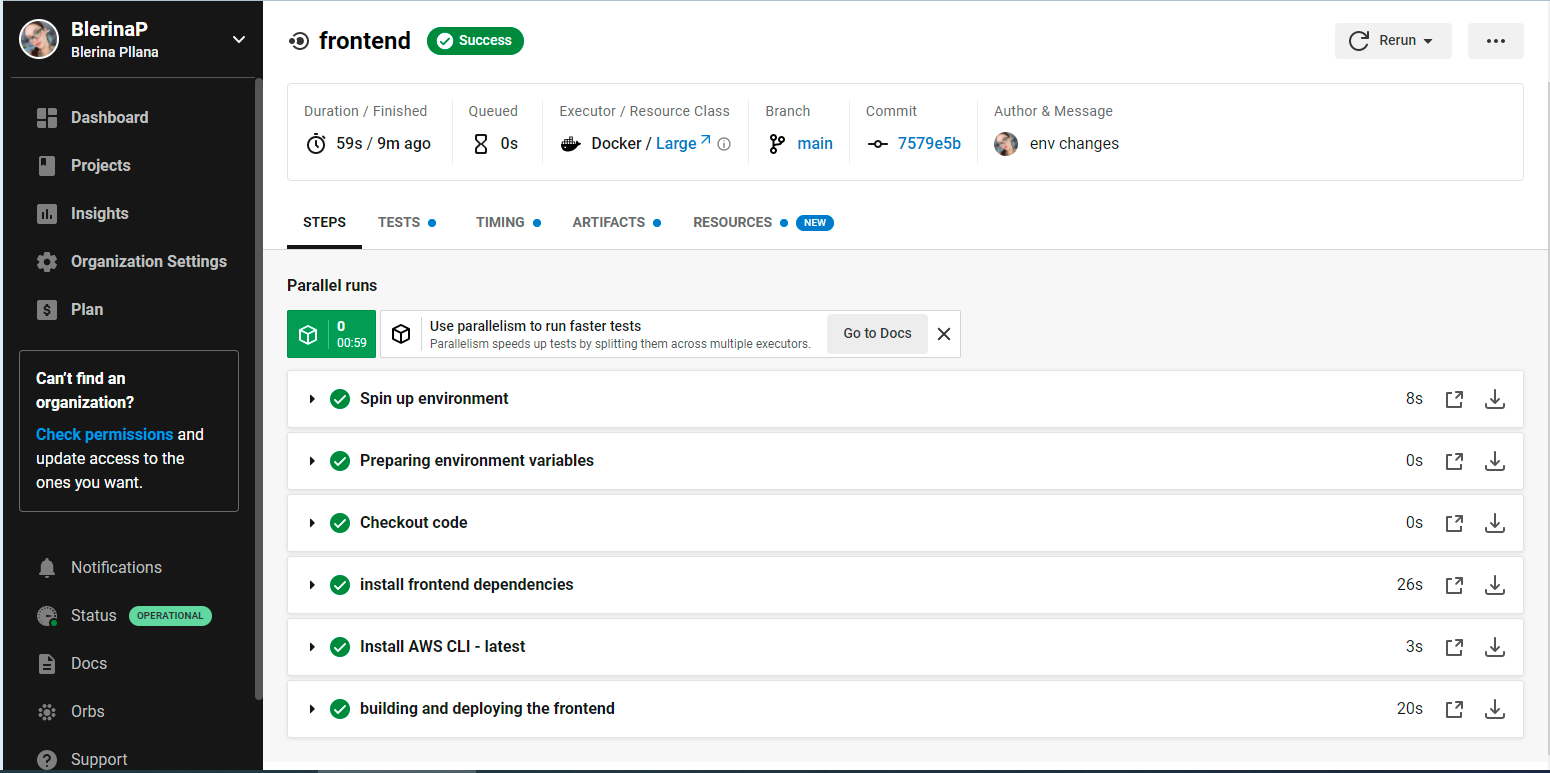 BlerinaP
Blerina Pllana
Dashboard
Projects
Insights
Organization Settings
Plan
Can't find an
organization?
Check permissions and
update access to the
ones you want.
Notifications
Status OPERATIONAL
Docs
Orbs
Support
frontend Success
Rerun
Duration / Finished
59s / 9m ago
Queued
0s
Executor / Resource Class
Docker / Large
Branch
main
Commit
7579e5b
Author & Message
env changes
STEPS TESTS TIMING ARTIFACTS RESOURCES NEW
Parallel runs
0
00:59
Use parallelism to run faster tests
Parallelism speeds up tests by splitting them across multiple executors.
Go to Docs
Spin up environment 8s
Preparing environment variables 0s
Checkout code 0s
install frontend dependencies 26s
Install AWS CLI - latest 3s
building and deploying the frontend 20s